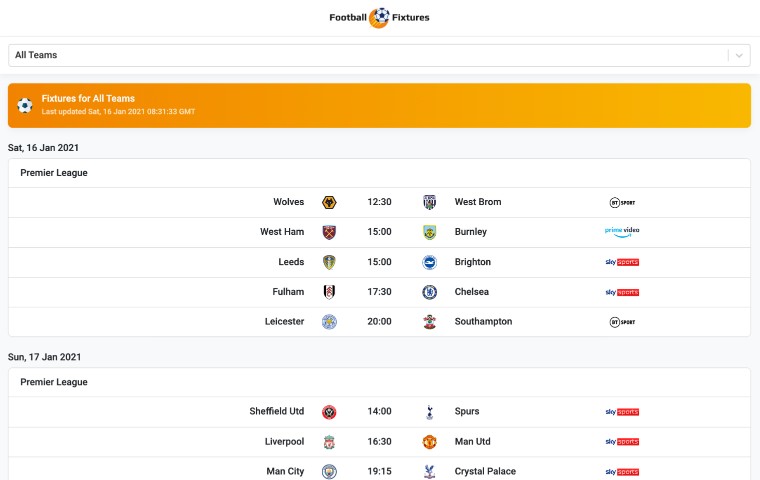 Football Fixtures
All Teams
Fixtures for All Teams
Last updated Sat, 16 Jan 2021 08:31:33 GMT
Sat, 16 Jan 2021
Premier League
Wolves 12:30 West Brom BT SPORT
West Ham 15:00 Burnley prime video
Leeds 15:00 Brighton sky sports
Fulham 17:30 Chelsea sky sports
Leicester 20:00 Southampton BT SPORT
Sun, 17 Jan 2021
Premier League
Sheffield Utd 14:00 Spurs sky sports
Liverpool 16:30 Man Utd sky sports
Man City 19:15 Crystal Palace sky sports